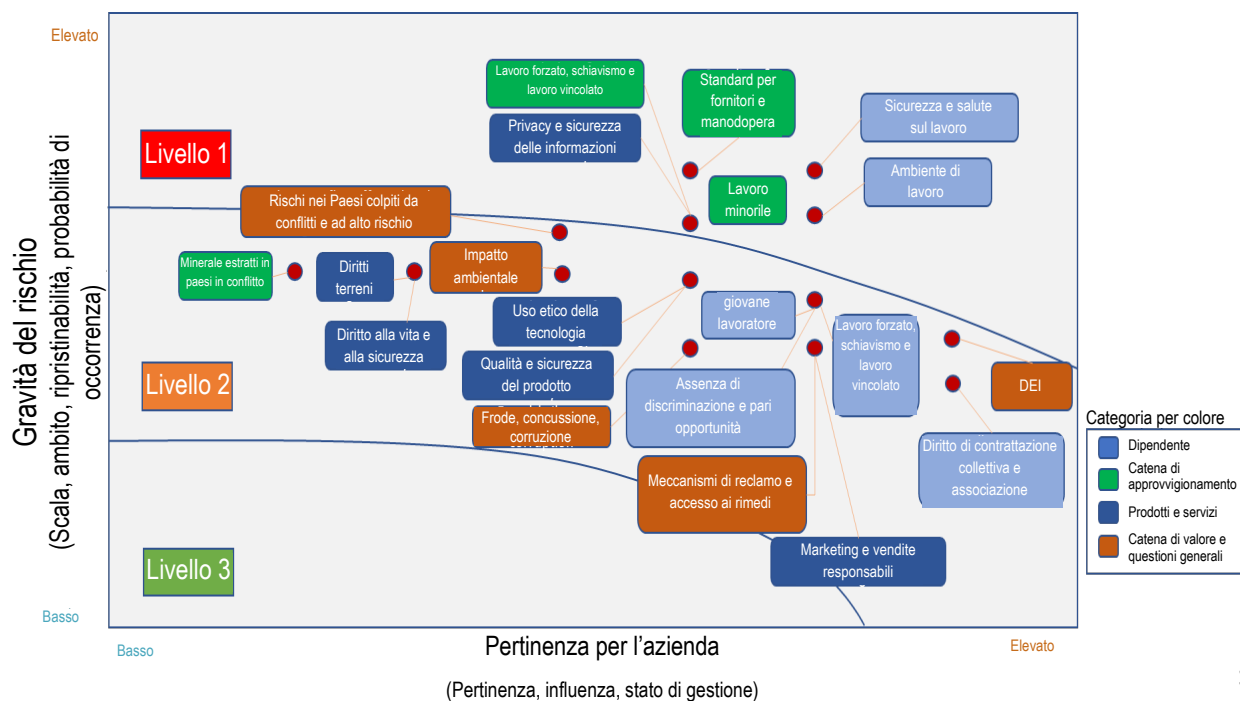 Elevato
Lavoro forzato, schiavismo e
lavoro vincolato
Standard per
fornitori e
manodopera
Sicurezza e salute
sul lavoro
Privacy e sicurezza
delle informazioni
Livello 1
Ambiente di
lavoro
Lavoro
minorile
Rischi nei Paesi colpiti da
conflitti e ad alto rischio
Minerale estratti in
paesi in conflitto
Diritti
terreni
Impatto
ambientale
Uso etico della
tecnologia
giovane
lavoratore
Lavoro forzato,
schiavismo e
lavoro
vincolato
Diritto alla vita e
alla sicurezza
Qualità e sicurezza
del prodotto
Livello 2
Assenza di
discriminazione e pari
opportunità
DEI
Frode, concussione,
corruzione
Diritto di contrattazione
collettiva e
associazione
Meccanismi di reclamo e
accesso ai rimedi
Marketing e vendite
responsabili
Livello 3
Gravità del rischio
(Scala, ambito, ripristinabilità, probabilità di
occorrenza)
Basso
Basso
Pertinenza per l’azienda
Elevato
(Pertinenza, influenza, stato di gestione)
Categoria per colore
Dipendente
Catena di
approvvigionamento
Prodotti e servizi
Catena di valore e
questioni generali